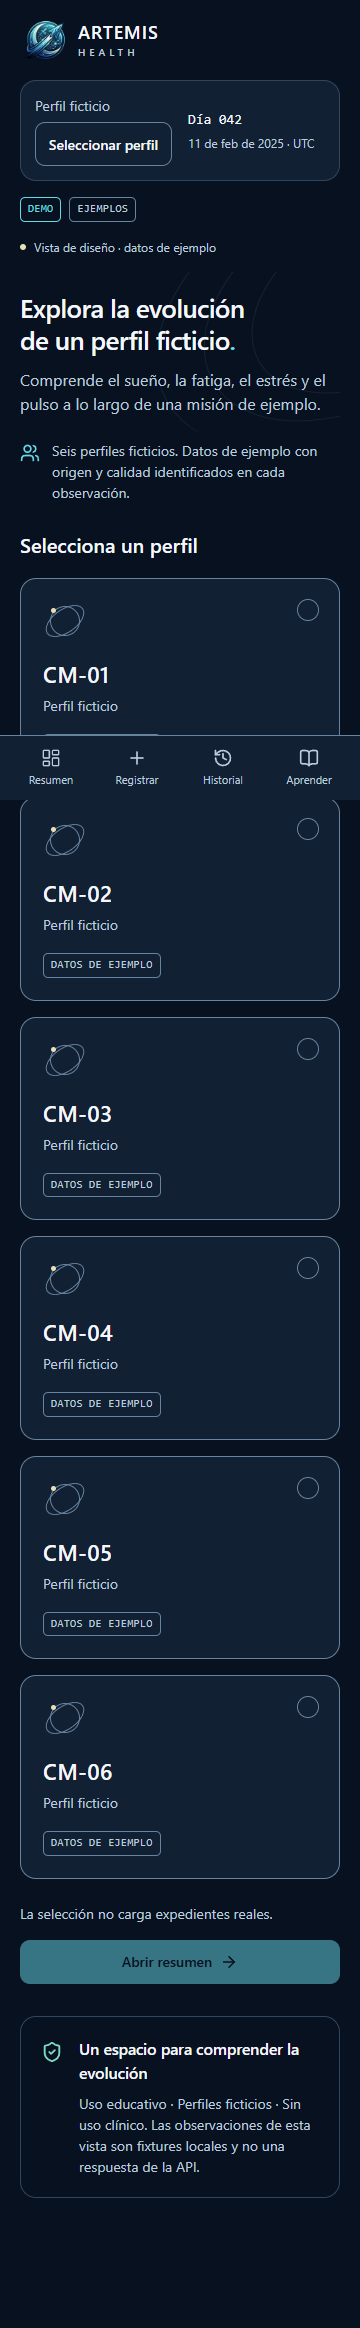 ARTEMIS
HEALTH
Perfil ficticio
Seleccionar perfil
Día 042
11 de feb de 2025 · UTC
DEMO
EJEMPLOS
Vista de diseño · datos de ejemplo
Explora la evolución
de un perfil ficticio.
Comprende el sueño, la fatiga, el estrés y el
pulso a lo largo de una misión de ejemplo.
Seis perfiles ficticios. Datos de ejemplo con
origen y calidad identificados en cada
observación.
Selecciona un perfil
CM-01
Perfil ficticio
Resumen
Registrar
Historial
Aprender
CM-02
Perfil ficticio
DATOS DE EJEMPLO
CM-03
Perfil ficticio
DATOS DE EJEMPLO
CM-04
Perfil ficticio
DATOS DE EJEMPLO
CM-05
Perfil ficticio
DATOS DE EJEMPLO
CM-06
Perfil ficticio
DATOS DE EJEMPLO
La selección no carga expedientes reales.
Abrir resumen
Un espacio para comprender la
evolución
Uso educativo · Perfiles ficticios · Sin
uso clínico. Las observaciones de esta
vista son fixtures locales y no una
respuesta de la API.